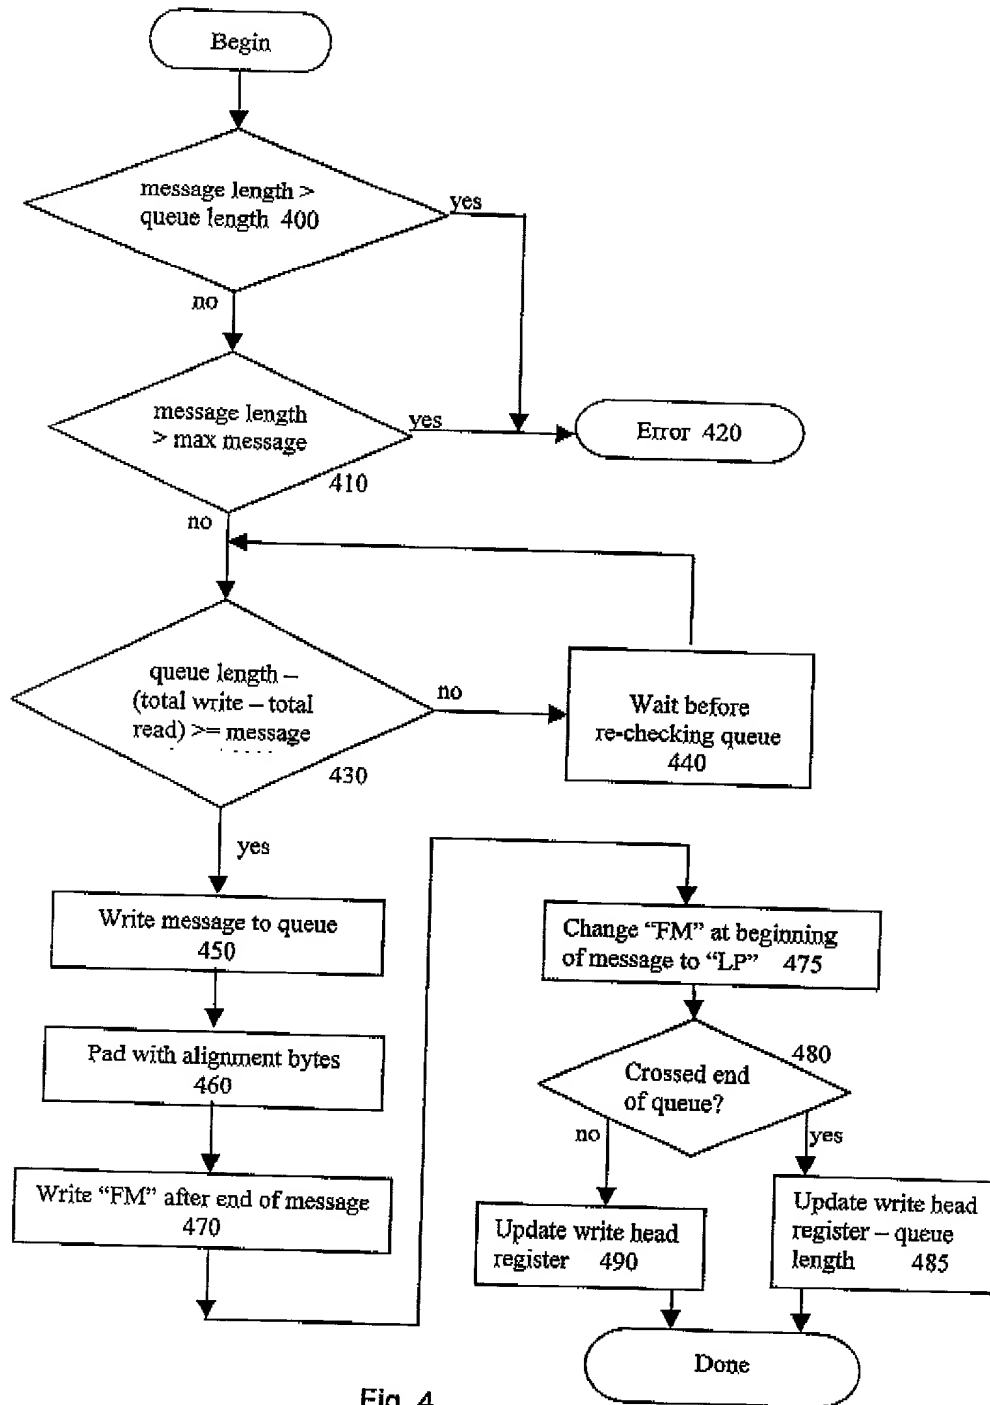 Begin
message length >
queue length 400
yes
no
message length
> max message
410
yes
no
Error 420
queue length –
(total write – total
read) >= message
430
no
Wait before
re-checking queue
440
yes
Write message to queue
450
Pad with alignment bytes
460
Write "FM" after end of message
470
Change "FM" at beginning
of message to "LP" 475
Crossed end
of queue?
480
no
yes
Update write head
register 490
Update write head
register – queue
length 485
Done
Fig. 4